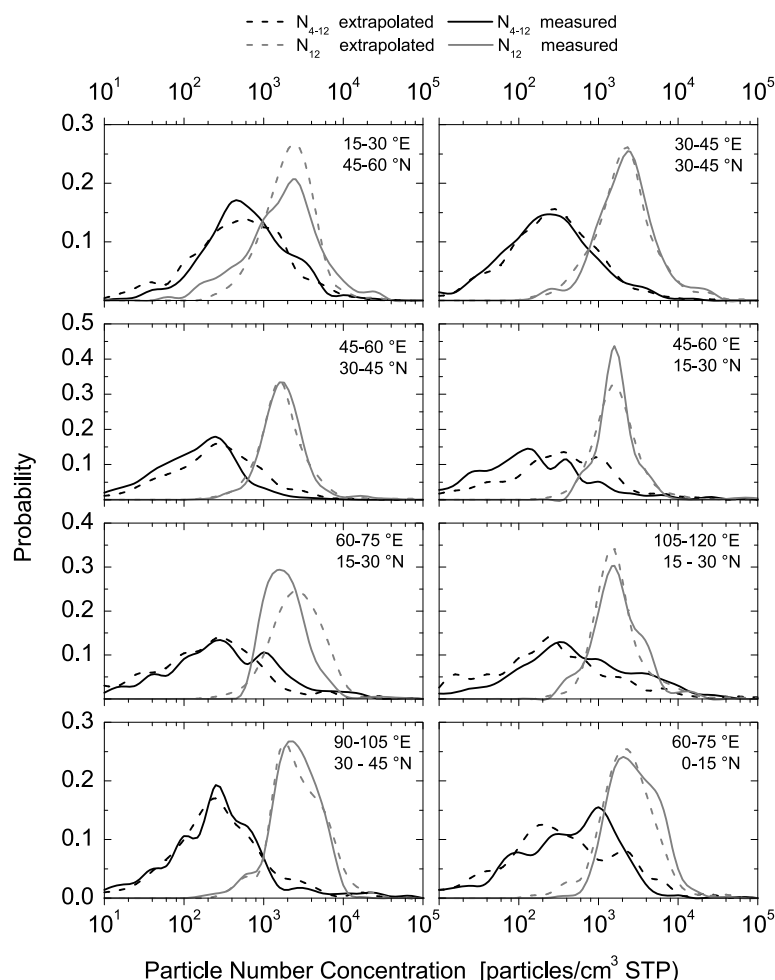 N4-12 extrapolated N4-12 measured
N12 extrapolated N12 measured
10^1 10^2 10^3 10^4 10^5 10^2 10^3 10^4 10^5
0.3 15-30 °E 30-45 °E
45-60 °N 30-45 °N
0.2
0.1
0.5
0.4 45-60 °E 45-60 °E
30-45 °N 15-30 °N
0.3
0.2
0.1
0.4
60-75 °E 105-120 °E
15-30 °N 15 - 30 °N
0.3
0.2
0.1
0.3
90-105 °E 60-75 °E
30 - 45 °N 0-15 °N
0.2
0.1
0.0
10^1 10^2 10^3 10^4 10^5 10^2 10^3 10^4 10^5
Probability
Particle Number Concentration [particles/cm^3 STP)